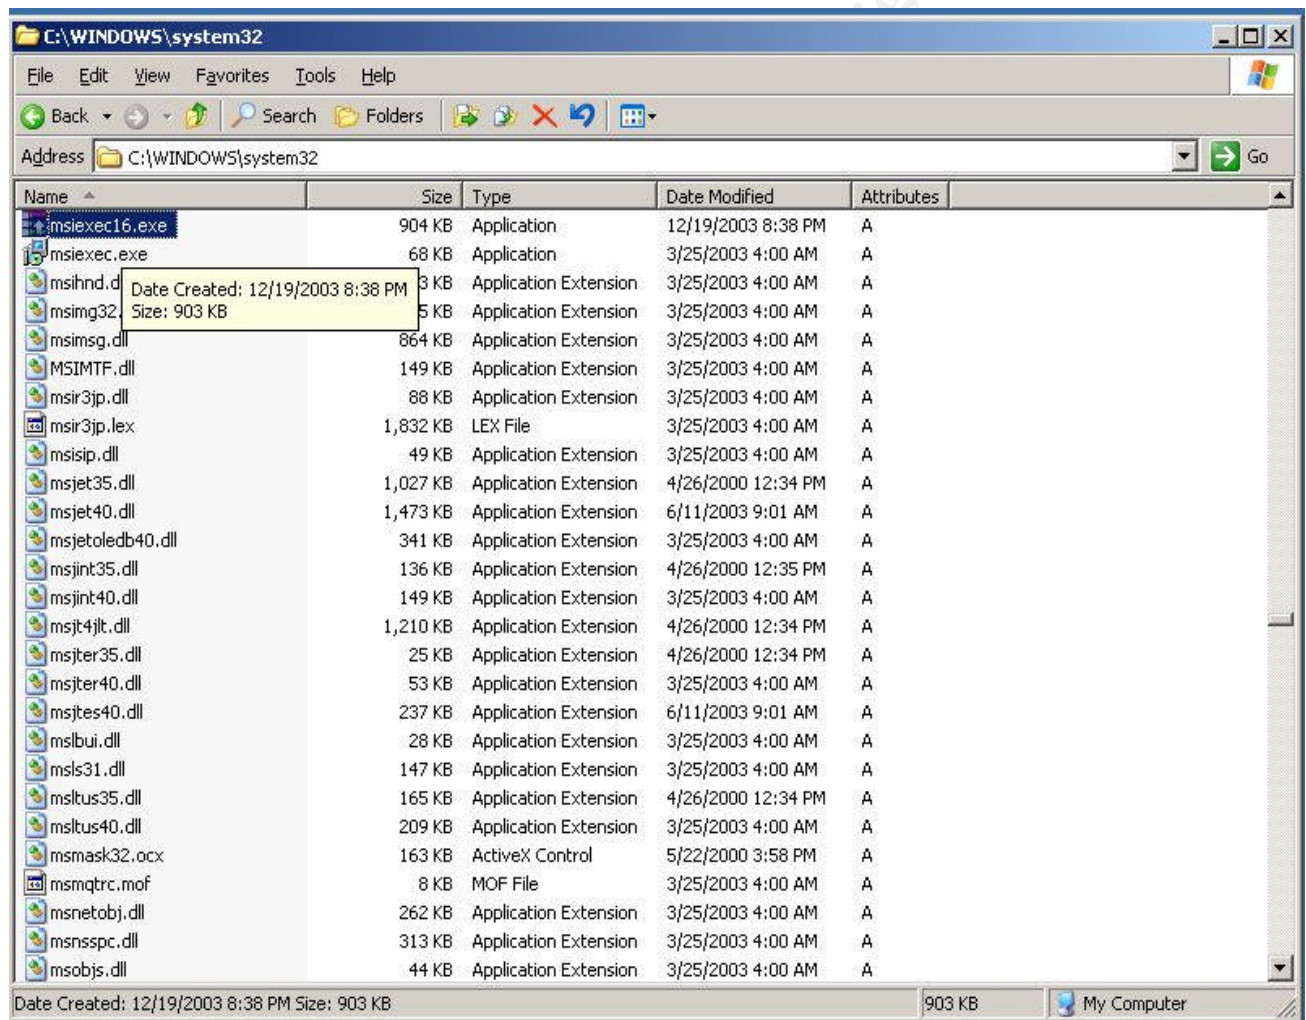 C:\WINDOWS\system32
File Edit View Favorites Tools Help
Back Search Folders
Address C:\WINDOWS\system32 Go
Name Size Type Date Modified Attributes
msiexec16.exe 904 KB Application 12/19/2003 8:38 PM A
msiexec.exe 68 KB Application 3/25/2003 4:00 AM A
msihnd.d 3 KB Application Extension 3/25/2003 4:00 AM A
Date Created: 12/19/2003 8:38 PM
msimg32. 5 KB Application Extension 3/25/2003 4:00 AM A
Size: 903 KB
msimsg.dll 864 KB Application Extension 3/25/2003 4:00 AM A
MSIMTF.dll 149 KB Application Extension 3/25/2003 4:00 AM A
msir3jp.dll 88 KB Application Extension 3/25/2003 4:00 AM A
msir3jp.lex 1,832 KB LEX File 3/25/2003 4:00 AM A
msisip.dll 49 KB Application Extension 3/25/2003 4:00 AM A
msjet35.dll 1,027 KB Application Extension 4/26/2000 12:34 PM A
msjet40.dll 1,473 KB Application Extension 6/11/2003 9:01 AM A
msjetoledb40.dll 341 KB Application Extension 3/25/2003 4:00 AM A
msjint35.dll 136 KB Application Extension 4/26/2000 12:35 PM A
msjint40.dll 149 KB Application Extension 3/25/2003 4:00 AM A
msjt4jlt.dll 1,210 KB Application Extension 4/26/2000 12:34 PM A
msjter35.dll 25 KB Application Extension 4/26/2000 12:34 PM A
msjter40.dll 53 KB Application Extension 3/25/2003 4:00 AM A
msjtes40.dll 237 KB Application Extension 6/11/2003 9:01 AM A
mslbui.dll 28 KB Application Extension 3/25/2003 4:00 AM A
msls31.dll 147 KB Application Extension 3/25/2003 4:00 AM A
msltus35.dll 165 KB Application Extension 4/26/2000 12:34 PM A
msltus40.dll 209 KB Application Extension 3/25/2003 4:00 AM A
msmask32.ocx 163 KB ActiveX Control 5/22/2000 3:58 PM A
msmqtrc.mof 8 KB MOF File 3/25/2003 4:00 AM A
msnetobj.dll 262 KB Application Extension 3/25/2003 4:00 AM A
msnsspc.dll 313 KB Application Extension 3/25/2003 4:00 AM A
msobjs.dll 44 KB Application Extension 3/25/2003 4:00 AM A
Date Created: 12/19/2003 8:38 PM Size: 903 KB 903 KB My Computer